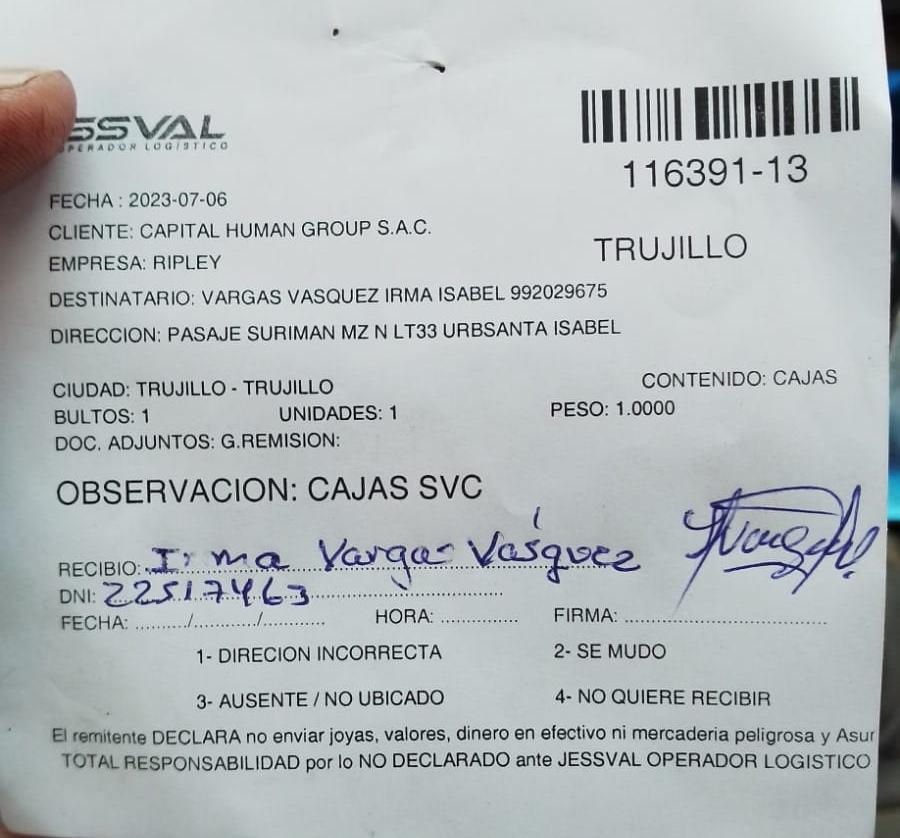 SSVAL
OPERADOR LOGISTICO
116391-13
FECHA : 2023-07-06
CLIENTE: CAPITAL HUMAN GROUP S.A.C.
EMPRESA: RIPLEY
TRUJILLO
DESTINATARIO: VARGAS VASQUEZ IRMA ISABEL 992029675
DIRECCION: PASAJE SURIMAN MZ N LT33 URBSANTA ISABEL
CIUDAD: TRUJILLO - TRUJILLO CONTENIDO: CAJAS
BULTOS: 1 UNIDADES: 1 PESO: 1.0000
DOC. ADJUNTOS: G.REMISION:
OBSERVACION: CAJAS SVC
RECIBIO: Irma Vargas Vásquez
DNI: 22517463
FECHA: ........../.........../............. HORA: ............... FIRMA: .......................................
1- DIRECION INCORRECTA 2- SE MUDO
3- AUSENTE / NO UBICADO 4- NO QUIERE RECIBIR
El remitente DECLARA no enviar joyas, valores, dinero en efectivo ni mercaderia peligrosa y Asur
TOTAL RESPONSABILIDAD por lo NO DECLARADO ante JESSVAL OPERADOR LOGISTICO